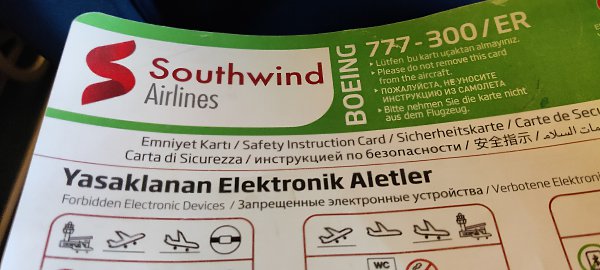 Southwind
Airlines
BOEING 777-300/ER
▸ Lütfen bu kartı uçaktan almayınız.
▸ Please do not remove this card
from the aircraft.
▸ ПОЖАЛУЙСТА, НЕ УНОСИТЕ
ИНСТРУКЦИЮ ИЗ САМОЛЕТА
▸ Bitte nehmen Sie die karte nicht
aus dem Flugzeug.
Emniyet Kartı / Safety Instruction Card / Sicherheitskarte / Carte de
Carta di Sicurezza / инструкцией по безопасности / 安全指示 /
Yasaklanan Elektronik Aletler
Forbidden Electronic Devices / Запрещенные электронные устройства / Verbotene
WC